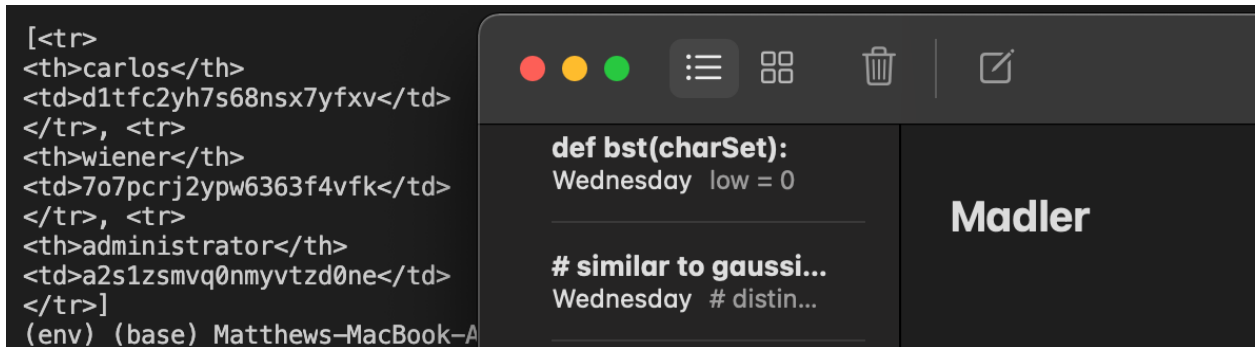 [<tr>
<th>carlos</th>
<td>d1tfc2yh7s68nsx7yfxv</td>
</tr>, <tr>
<th>wiener</th>
<td>7o7pcrj2ypw6363f4vfk</td>
</tr>, <tr>
<th>administrator</th>
<td>a2s1zsmvq0nmyvtzd0ne</td>
</tr>]
(env) (base) Matthews-MacBook-A
def bst(charSet):
Wednesday low = 0
# similar to gaussi...
Wednesday # distin...
Madler